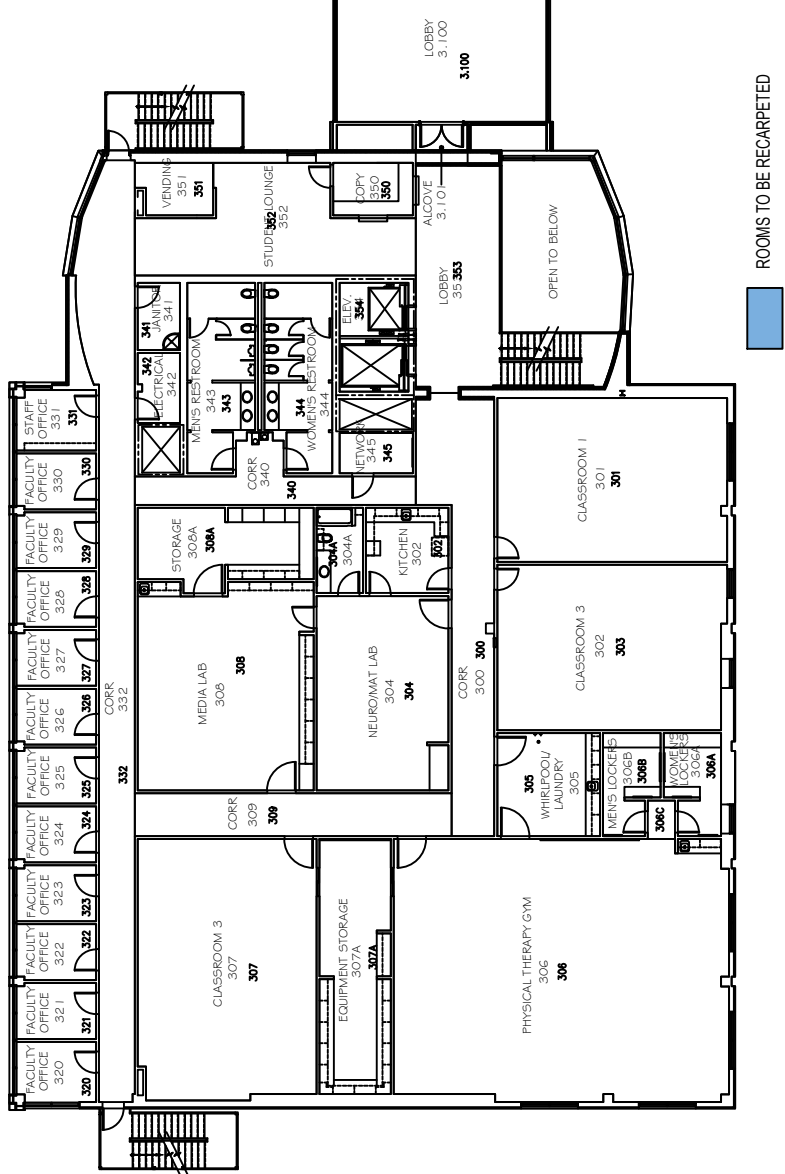 LOBBY
3.100
3.100
ROOMS TO BE RECARPETED
VENDING
351
351
STUDENT LOUNGE
352
352
COPY
350
350
ALCOVE
3.101
LOBBY
353
353
OPEN TO BELOW
JANITOR
341
341
ELECTRICAL
342
342
MEN'S RESTROOM
343
343
WOMEN'S RESTROOM
344
344
ELEV.
354
NETWORK
345
345
CORR
340
340
STAFF
OFFICE
331
331
FACULTY
OFFICE
330
330
FACULTY
OFFICE
329
329
FACULTY
OFFICE
328
328
FACULTY
OFFICE
327
327
FACULTY
OFFICE
326
326
FACULTY
OFFICE
325
325
FACULTY
OFFICE
324
324
FACULTY
OFFICE
323
323
FACULTY
OFFICE
322
322
FACULTY
OFFICE
321
321
FACULTY
OFFICE
320
320
CORR
332
332
STORAGE
308A
308A
304A
304A
KITCHEN
302
302
MEDIA LAB
308
308
NEURO/MAT LAB
304
304
CORR
300
300
CLASSROOM 1
301
301
CLASSROOM 3
302
303
CORR
309
309
WHIRLPOOL/
LAUNDRY
305
305
MEN'S LOCKERS
306B
306B
WOMEN'S
LOCKERS
306A
306A
306C
CLASSROOM 3
307
307
EQUIPMENT STORAGE
307A
307A
PHYSICAL THERAPY GYM
306
306